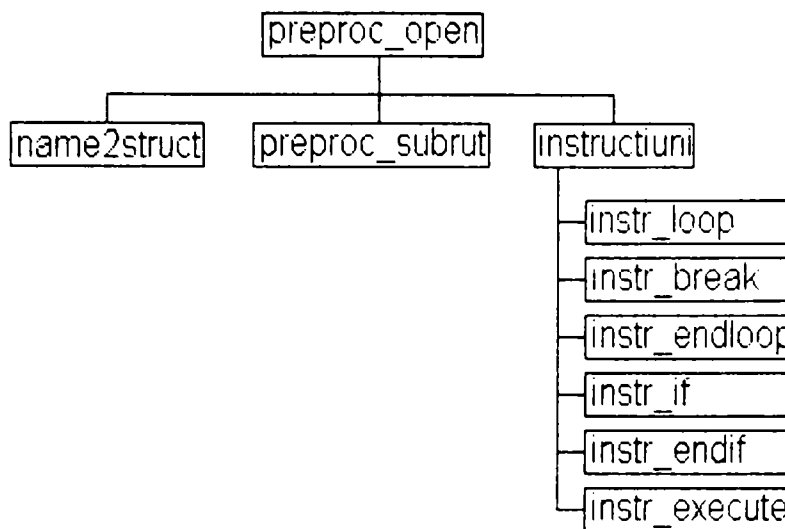 preproc_open
name2struct
preproc_subrut
instructiuni
instr_loop
instr_break
instr_endloop
instr_if
instr_endif
instr_execute